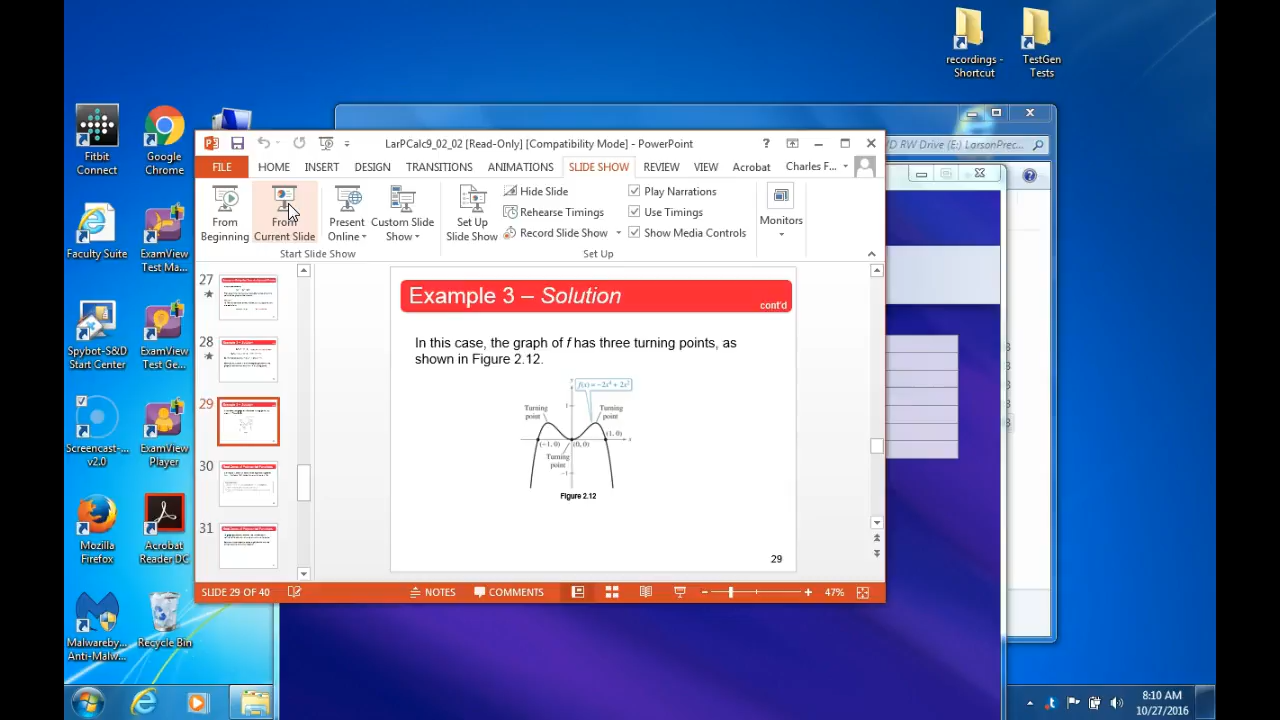 recordings -
Shortcut
TestGen
Tests
Fitbit
Connect
Google
Chrome
Faculty Suite
ExamView
Test Ma...
Spybot-S&D
Start Center
ExamView
Test Ge...
Screencast-...
v2.0
ExamView
Player
Mozilla
Firefox
Acrobat
Reader DC
Malwareby...
Anti-Malw...
Recycle Bin
D RW Drive (E:) LarsonPrec...
LarPCalc9_02_02 [Read-Only] [Compatibility Mode] - PowerPoint
FILE HOME INSERT DESIGN TRANSITIONS ANIMATIONS SLIDE SHOW REVIEW VIEW Acrobat Charles F...
From
Beginning
From
Current Slide
Present
Online
Custom Slide
Show
Set Up
Slide Show
Hide Slide
Rehearse Timings
Record Slide Show
Play Narrations
Use Timings
Show Media Controls
Monitors
Start Slide Show
Set Up
27
28
29
30
31
Example 3 – Solution
cont'd
In this case, the graph of f has three turning points, as
shown in Figure 2.12.
y
f(x) = −2x⁴ + 2x²
Turning
point
Turning
point
1
(−1, 0)
(0, 0)
(1, 0)
x
Turning
point
−1
Figure 2.12
29
SLIDE 29 OF 40
NOTES
COMMENTS
47%
8:10 AM
10/27/2016